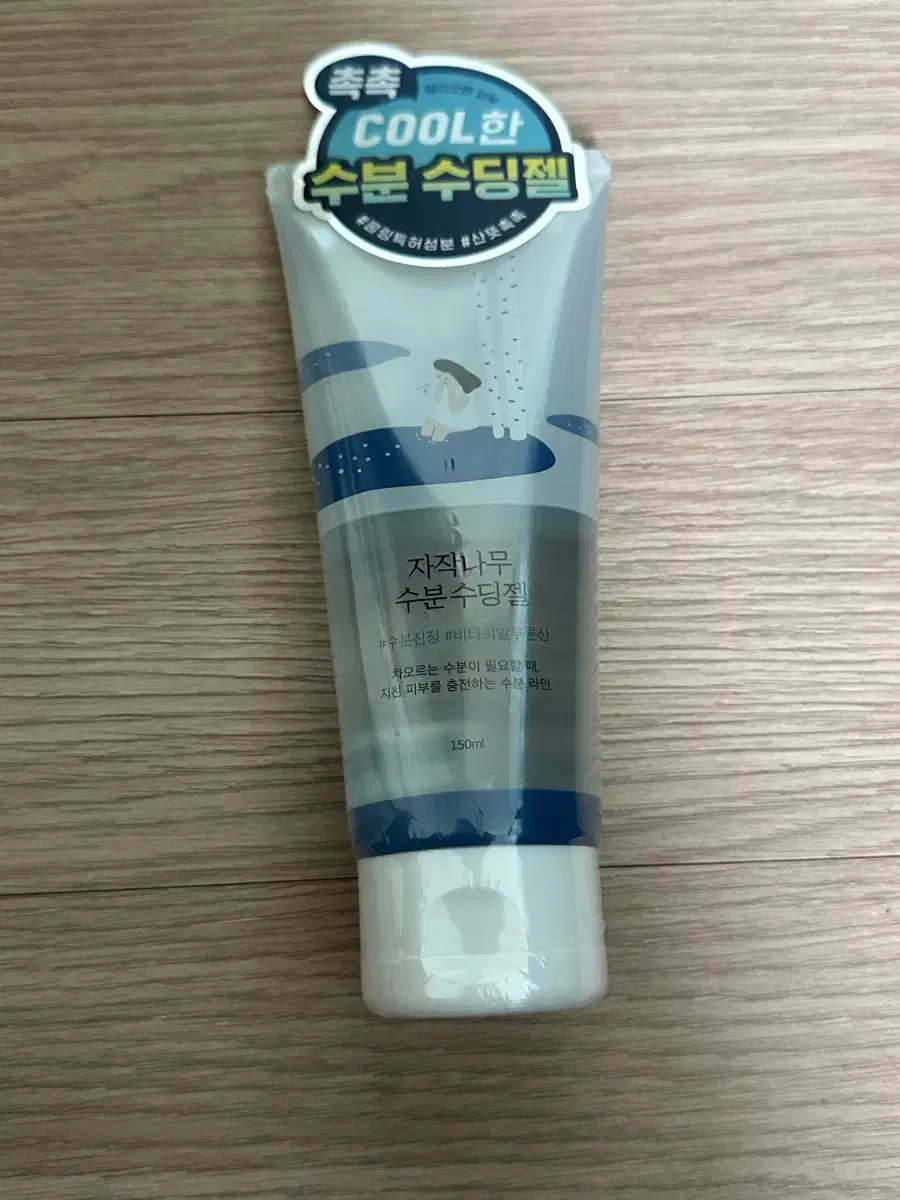 촉촉
COOL한
수분 수딩젤
#쿨링특허성분 #산뜻촉촉
자작나무
수분 수딩젤
#수분진정 #비타히알루론산
차오르는 수분이 필요할 때,
지친 피부를 충전하는 수분 라인.
150ml